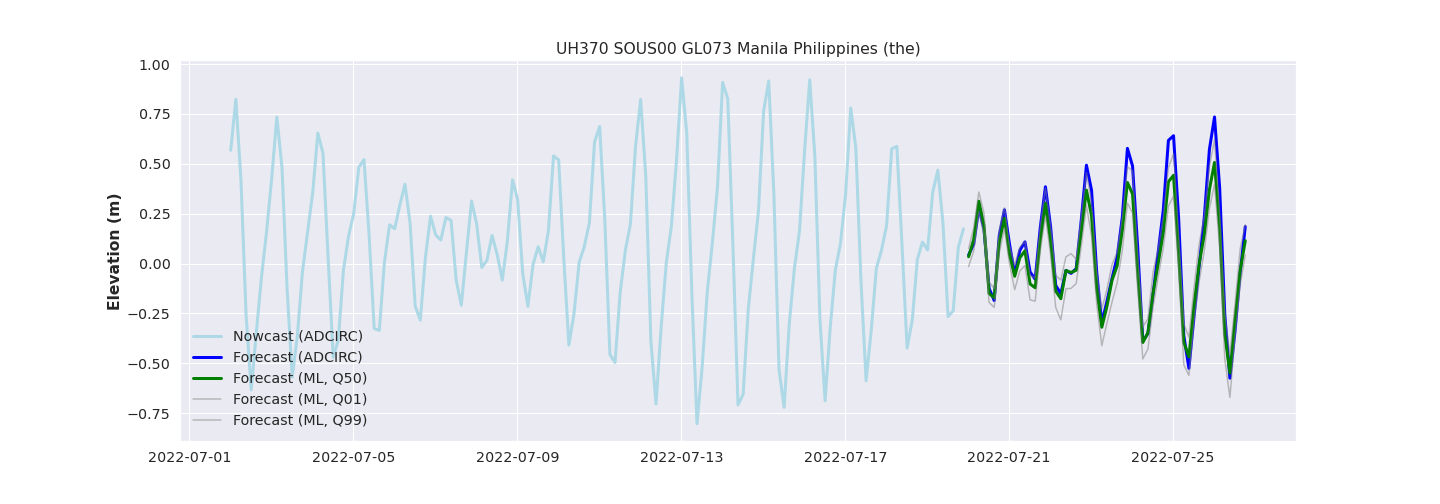 UH370 SOUS00 GL073 Manila Philippines (the)
1.00
0.75
0.50
0.25
0.00
−0.25
−0.50
−0.75
Elevation (m)
Nowcast (ADCIRC)
Forecast (ADCIRC)
Forecast (ML, Q50)
Forecast (ML, Q01)
Forecast (ML, Q99)
2022-07-01
2022-07-05
2022-07-09
2022-07-13
2022-07-17
2022-07-21
2022-07-25